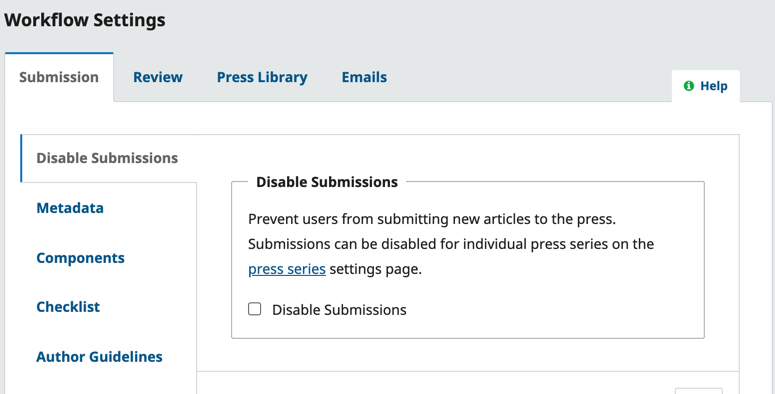 Workflow Settings
Submission
Review
Press Library
Emails
Help
Disable Submissions
Metadata
Components
Checklist
Author Guidelines
Disable Submissions
Prevent users from submitting new articles to the press.
Submissions can be disabled for individual press series on the
press series settings page.
Disable Submissions